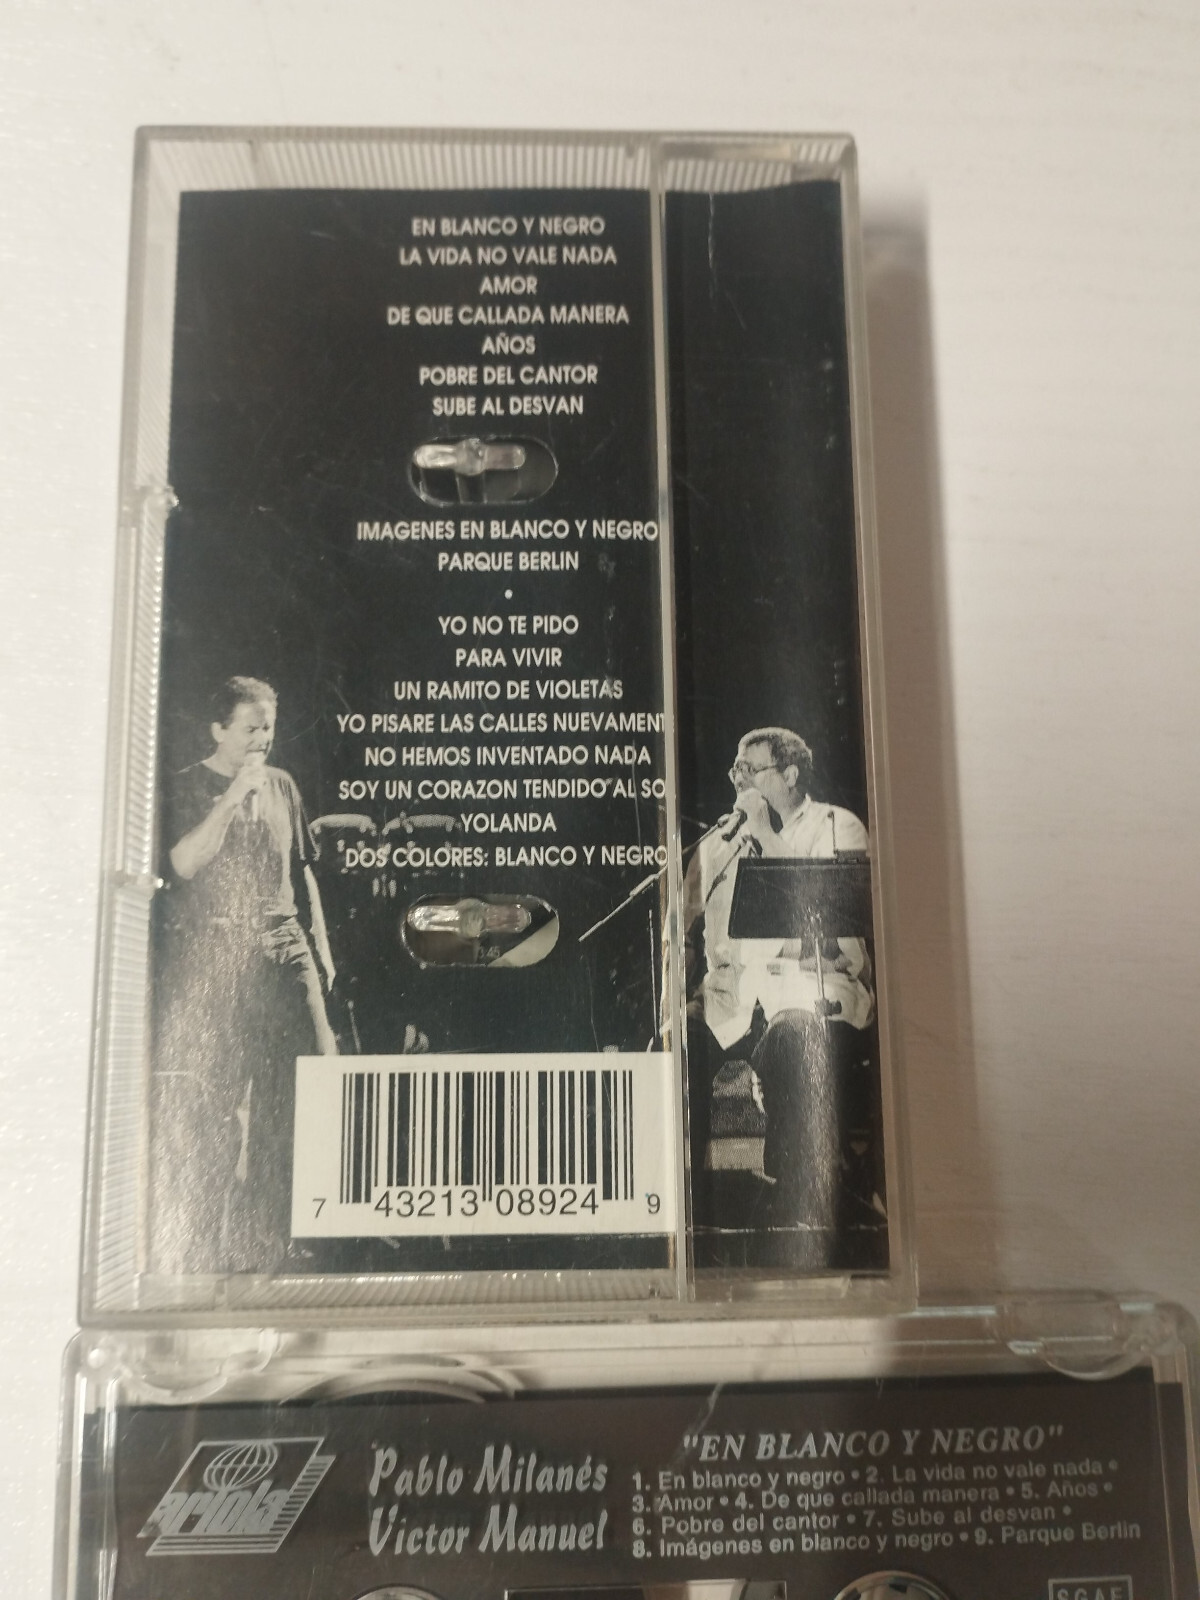 EN BLANCO Y NEGRO
LA VIDA NO VALE NADA
AMOR
DE QUE CALLADA MANERA
AÑOS
POBRE DEL CANTOR
SUBE AL DESVAN
IMAGENES EN BLANCO Y NEGRO
PARQUE BERLIN
•
YO NO TE PIDO
PARA VIVIR
UN RAMITO DE VIOLETAS
YO PISARE LAS CALLES NUEVAMENT
NO HEMOS INVENTADO NADA
SOY UN CORAZON TENDIDO AL SO
YOLANDA
DOS COLORES: BLANCO Y NEGRO
7 43213 08924 9
ariola
Pablo Milanés
Victor Manuel
"EN BLANCO Y NEGRO"
1. En blanco y negro • 2. La vida no vale nada •
3. Amor • 4. De que callada manera • 5. Años •
6. Pobre del cantor • 7. Sube al desvan •
8. Imágenes en blanco y negro • 9. Parque Berlin
SGAE